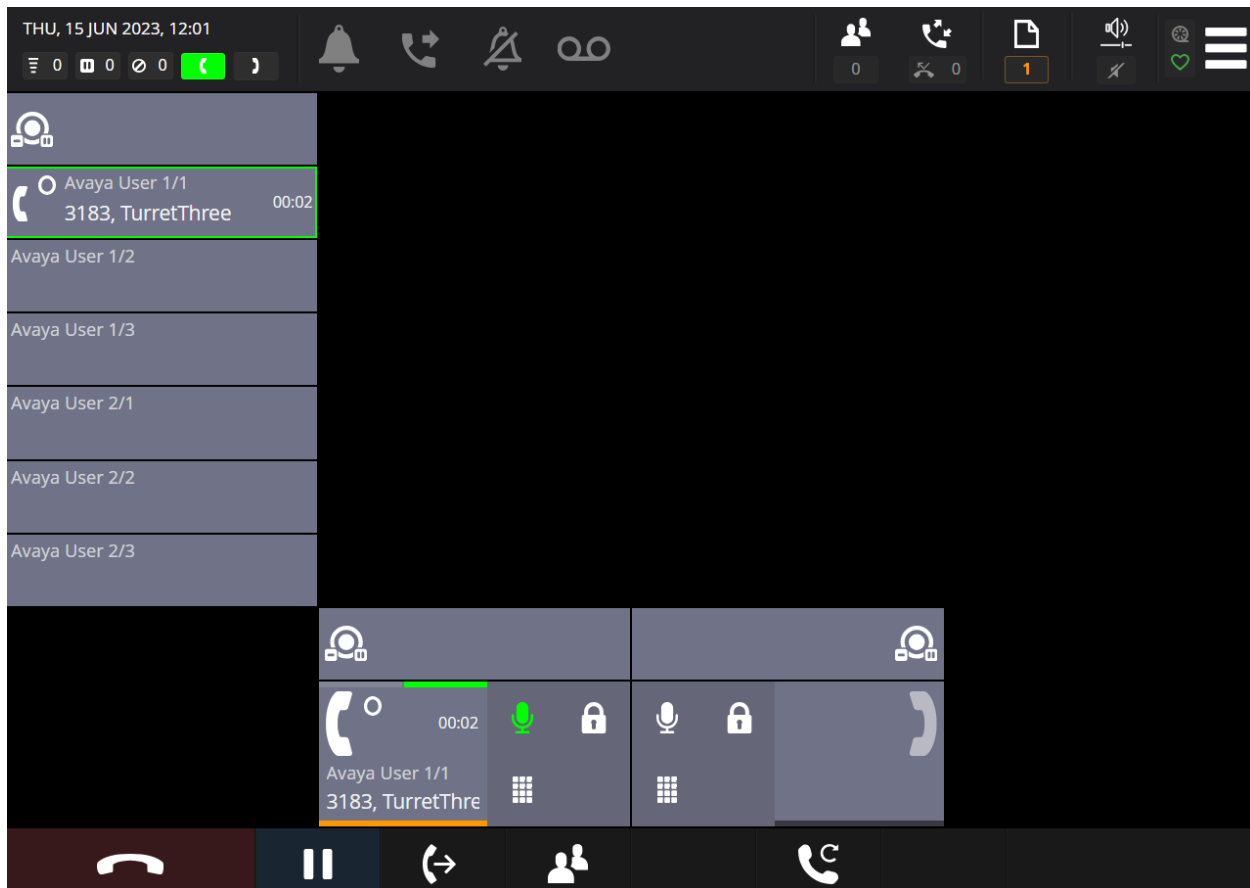 THU, 15 JUN 2023, 12:01
0 0 0
0 0 1
Avaya User 1/1
3183, TurretThree 00:02
Avaya User 1/2
Avaya User 1/3
Avaya User 2/1
Avaya User 2/2
Avaya User 2/3
00:02
Avaya User 1/1
3183, TurretThre